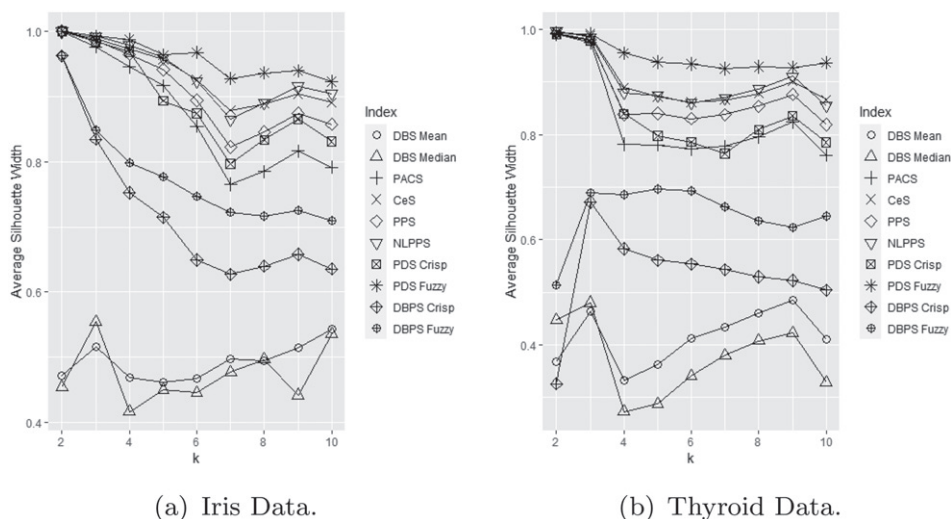 1.0
0.8
0.6
0.4
Average Silhouette Width
2 4 6 8 10
k
Index
DBS Mean
DBS Median
PACS
CeS
PPS
NLPPS
PDS Crisp
PDS Fuzzy
DBPS Crisp
DBPS Fuzzy
(a) Iris Data.
1.0
0.8
0.6
0.4
Average Silhouette Width
2 4 6 8 10
k
Index
DBS Mean
DBS Median
PACS
CeS
PPS
NLPPS
PDS Crisp
PDS Fuzzy
DBPS Crisp
DBPS Fuzzy
(b) Thyroid Data.